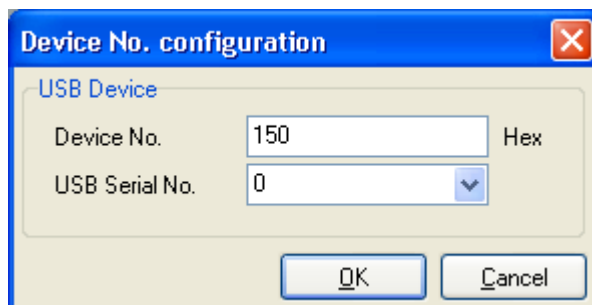 Device No. configuration
USB Device
Device No. 150 Hex
USB Serial No. 0
OK Cancel